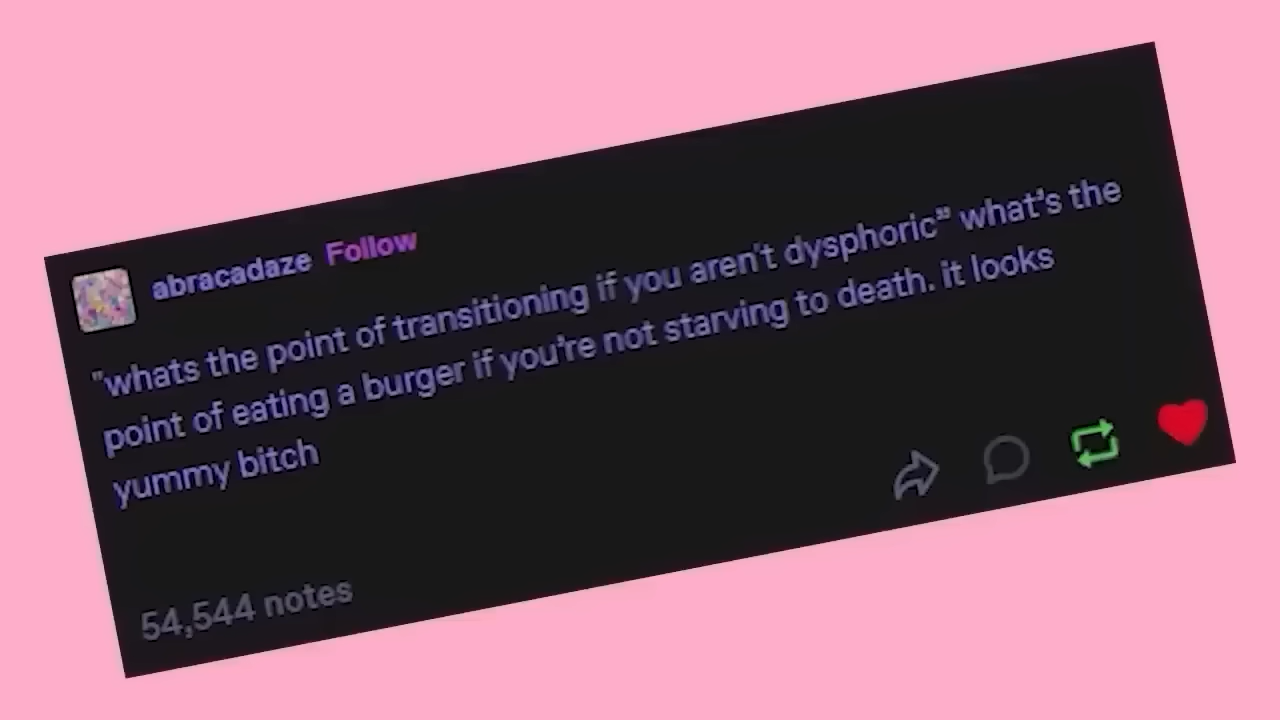 abracadaze Follow
"whats the point of transitioning if you aren't dysphoric” what’s the
point of eating a burger if you’re not starving to death. it looks
yummy bitch
54,544 notes